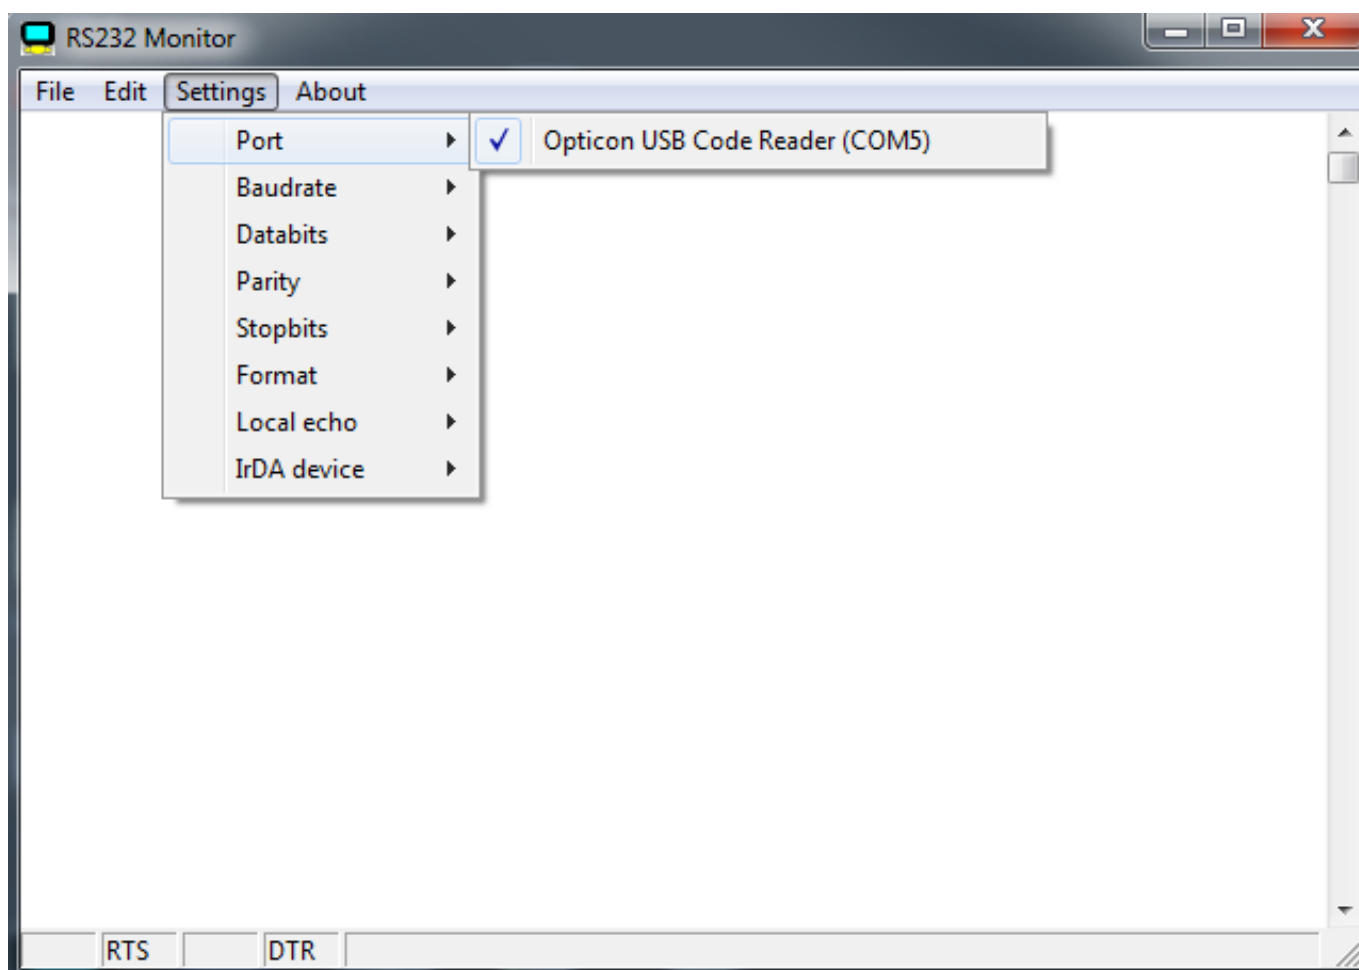 RS232 Monitor
File Edit Settings About
Port
Opticon USB Code Reader (COM5)
Baudrate
Databits
Parity
Stopbits
Format
Local echo
IrDA device
RTS DTR